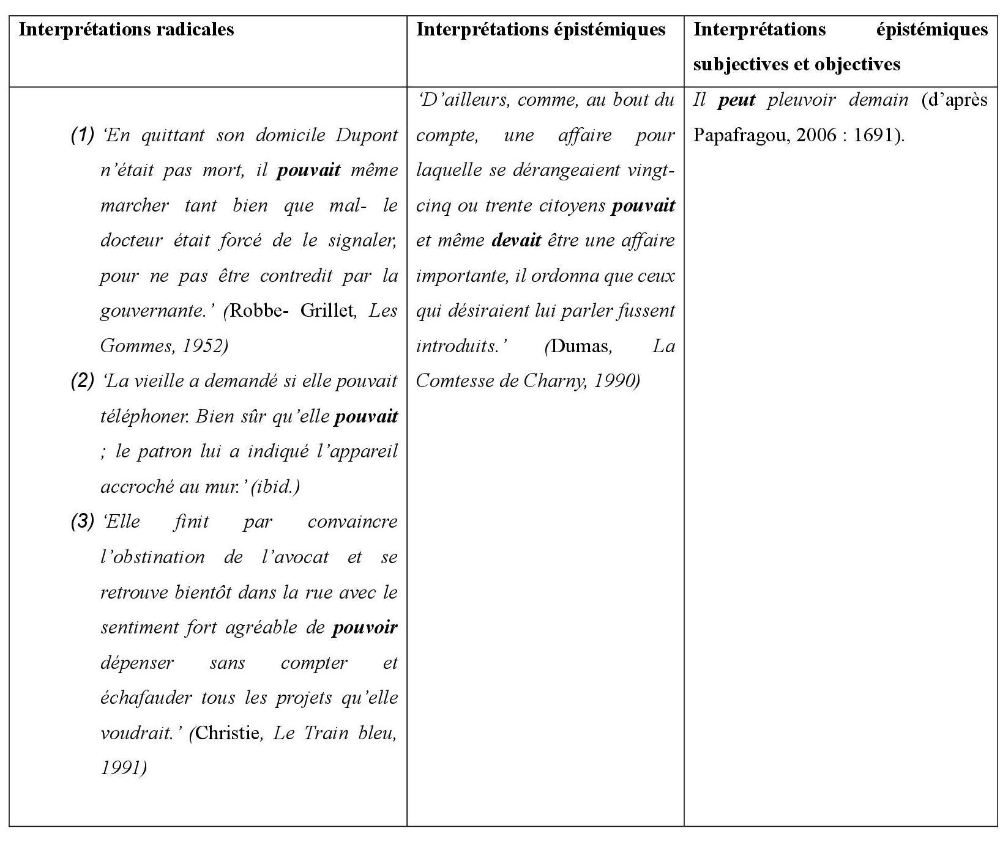 Interprétations radicales
Interprétations épistémiques
Interprétations épistémiques
subjectives et objectives
(1) ‘En quittant son domicile Dupont
n’était pas mort, il pouvait même
marcher tant bien que mal- le
docteur était forcé de le signaler,
pour ne pas être contredit par la
gouvernante.’ (Robbe- Grillet, Les
Gommes, 1952)
(2) ‘La vieille a demandé si elle pouvait
téléphoner. Bien sûr qu’elle pouvait
; le patron lui a indiqué l’appareil
accroché au mur.’ (ibid.)
(3) ‘Elle finit par convaincre
l’obstination de l’avocat et se
retrouve bientôt dans la rue avec le
sentiment fort agréable de pouvoir
dépenser sans compter et
échafauder tous les projets qu’elle
voudrait.’ (Christie, Le Train bleu,
1991)
‘D’ailleurs, comme, au bout du
compte, une affaire pour
laquelle se dérangeaient vingt-
cinq ou trente citoyens pouvait
et même devait être une affaire
importante, il ordonna que ceux
qui désiraient lui parler fussent
introduits.’ (Dumas, La
Comtesse de Charny, 1990)
Il peut pleuvoir demain (d’après
Papafragou, 2006 : 1691).